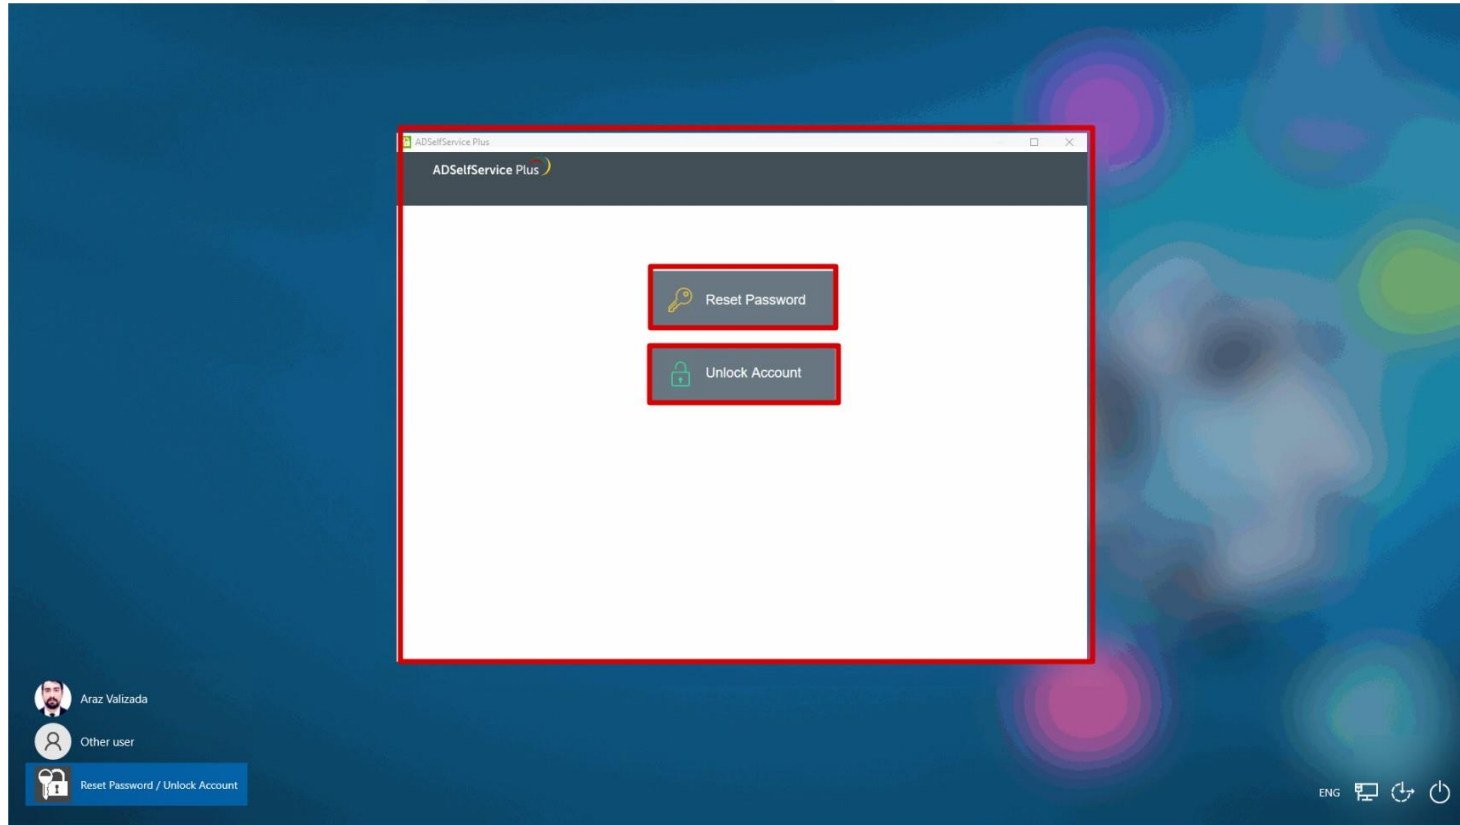 ADSelfService Plus
ADSelfService Plus
Reset Password
Unlock Account
Araz Valizada
Other user
Reset Password / Unlock Account
ENG